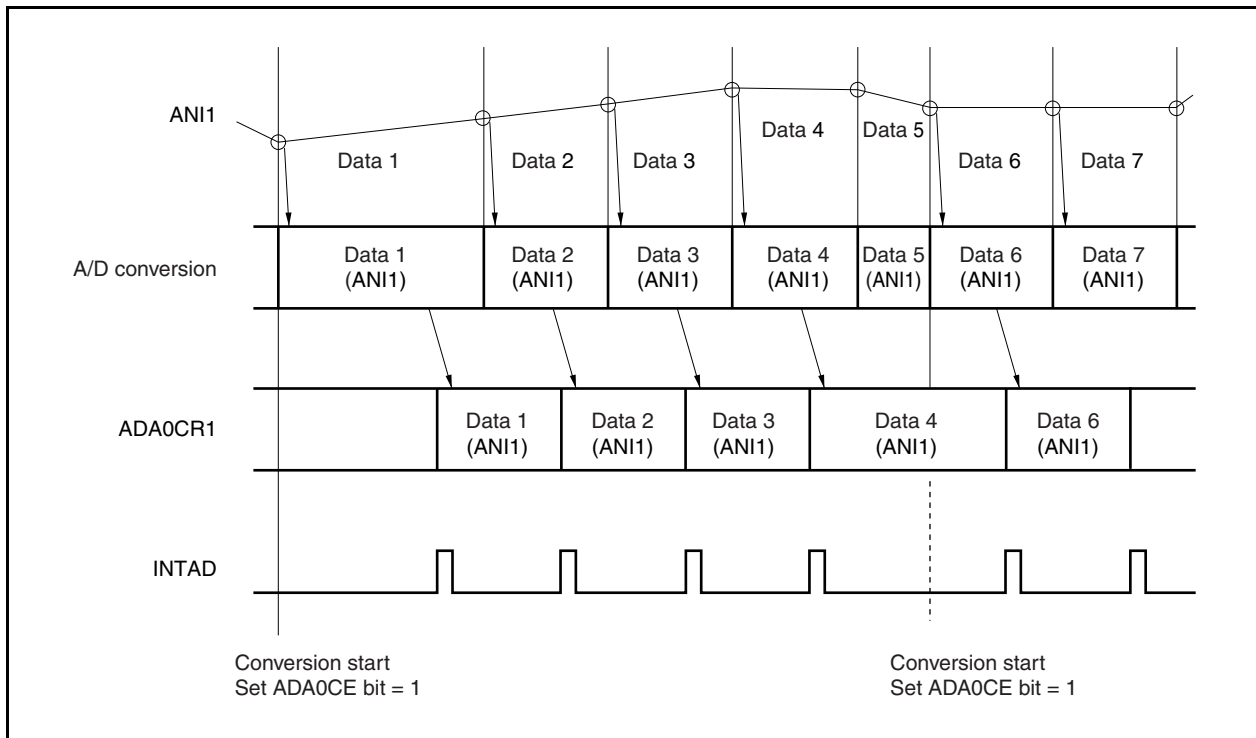 ANI1
Data 1
Data 2
Data 3
Data 4
Data 5
Data 6
Data 7
A/D conversion
Data 1
(ANI1)
Data 2
(ANI1)
Data 3
(ANI1)
Data 4
(ANI1)
Data 5
(ANI1)
Data 6
(ANI1)
Data 7
(ANI1)
ADA0CR1
Data 1
(ANI1)
Data 2
(ANI1)
Data 3
(ANI1)
Data 4
(ANI1)
Data 6
(ANI1)
INTAD
Conversion start
Set ADA0CE bit = 1
Conversion start
Set ADA0CE bit = 1